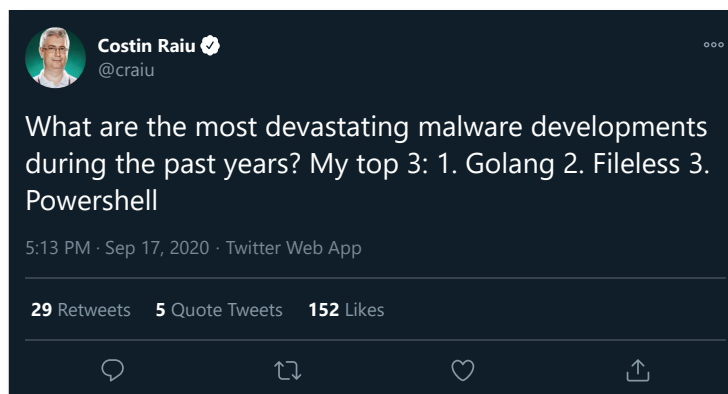 Costin Raiu
@craiu
What are the most devastating malware developments
during the past years? My top 3: 1. Golang 2. Fileless 3.
Powershell
5:13 PM · Sep 17, 2020 · Twitter Web App
29 Retweets 5 Quote Tweets 152 Likes